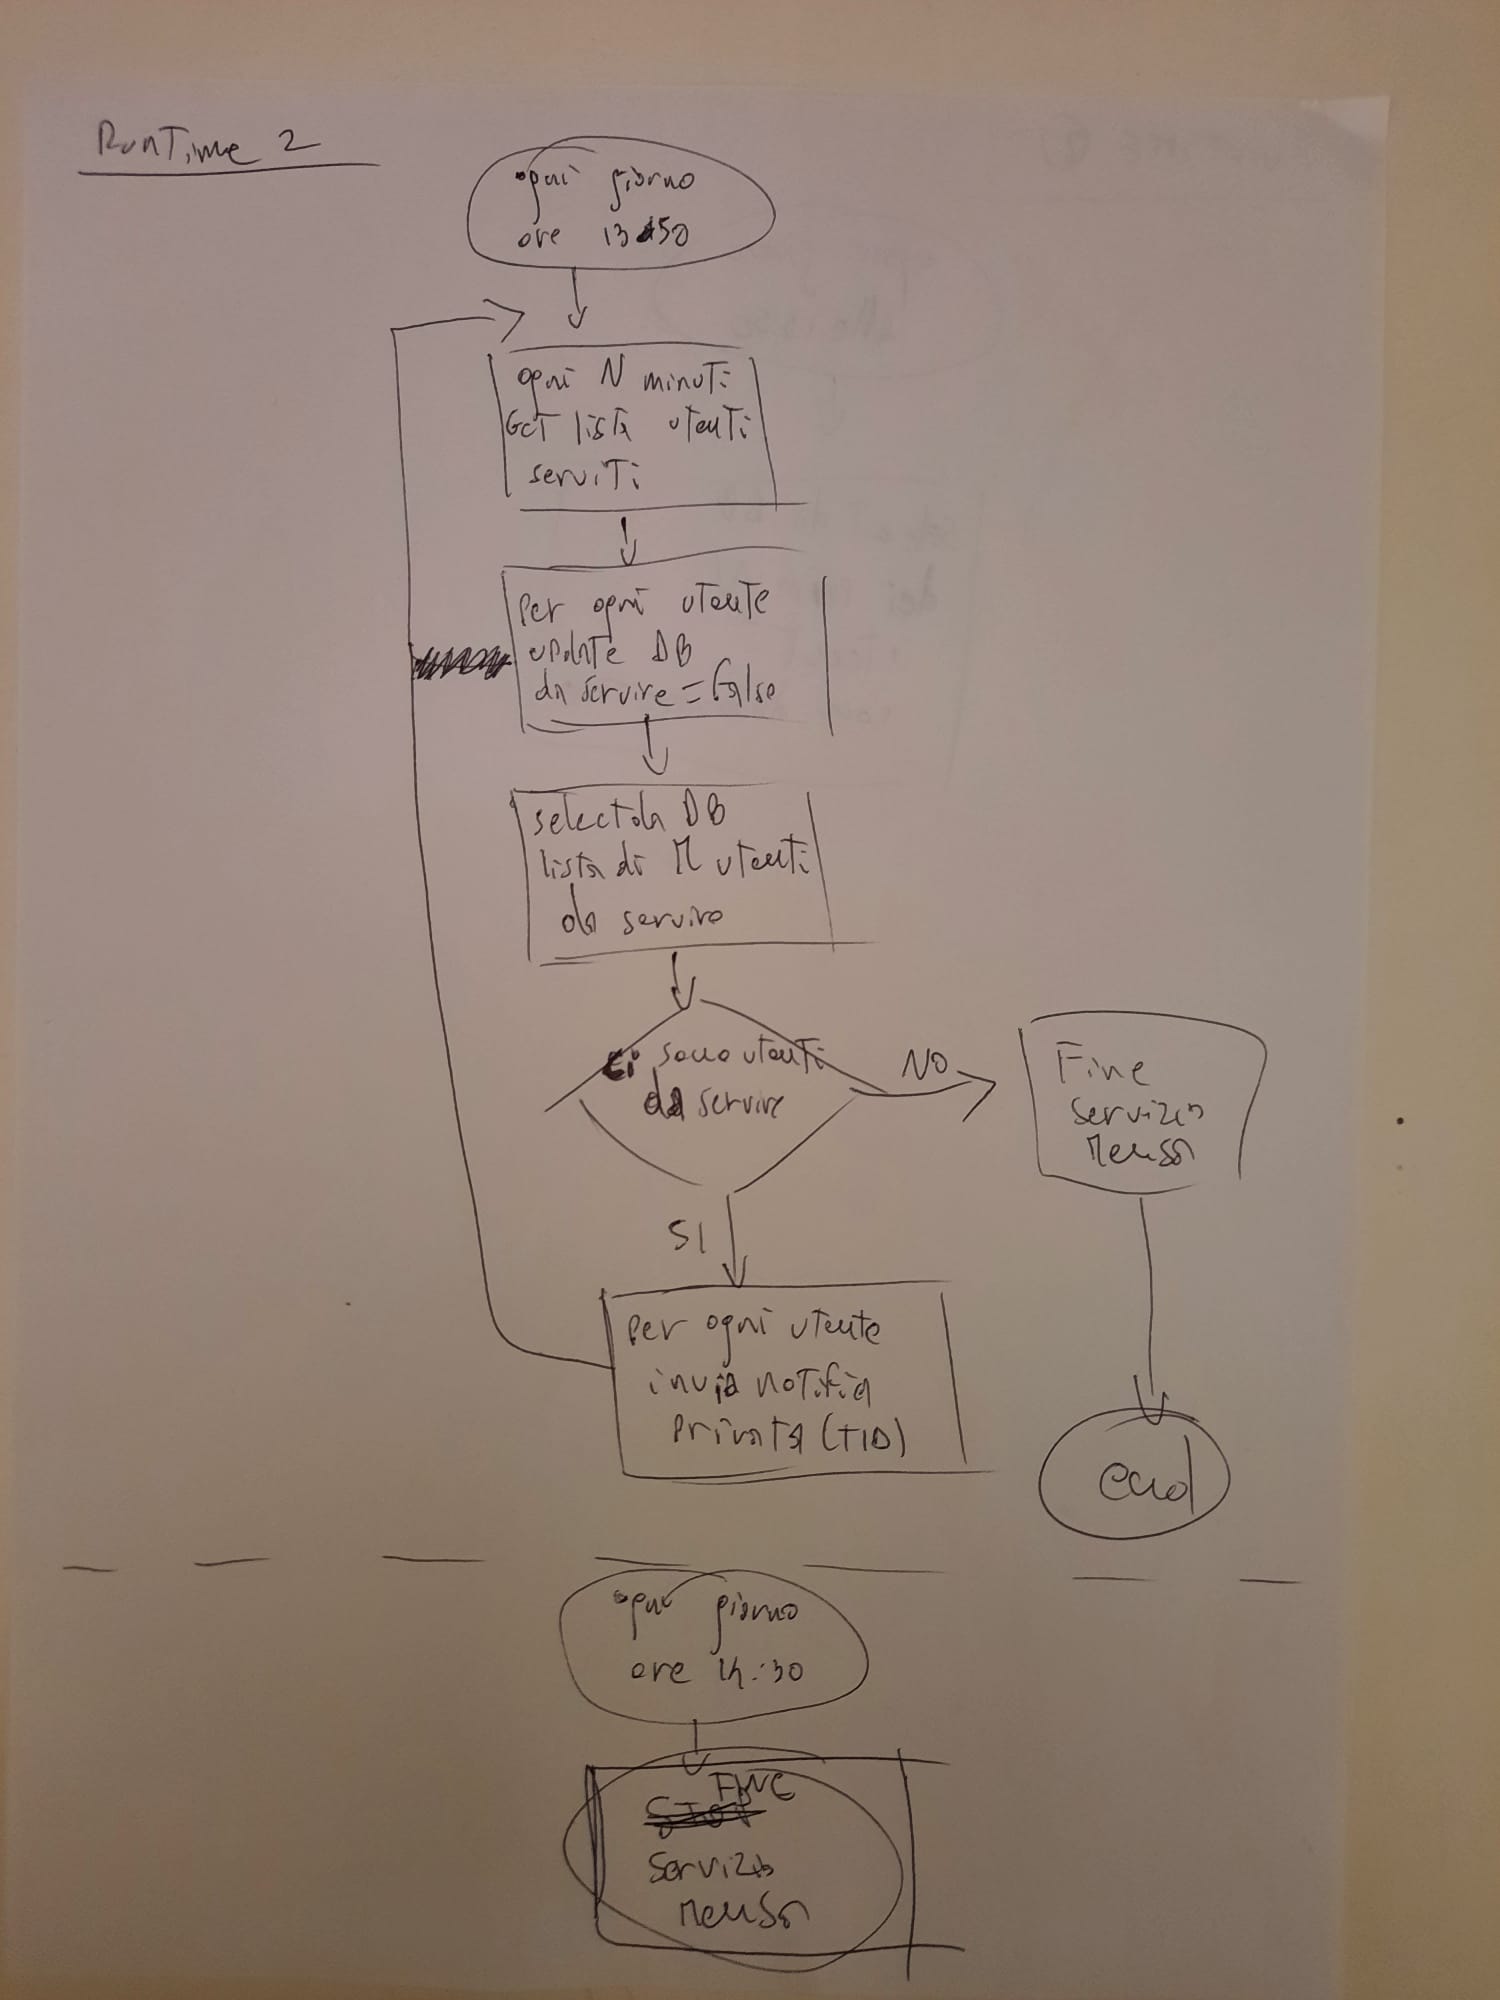 RunTime 2
ogni giorno
ore 13 50
ogni N minuti
GET lista utenti
serviti
Per ogni utente
update DB
da servire = False
select da DB
lista di M utenti
da servire
ci sono utenti
da servire
NO
Fine
servizio
Mensa
SI
per ogni utente
invia notifia
privata (TID)
end
ogni giorno
ore 14:30
FINE
servizio
Mensa